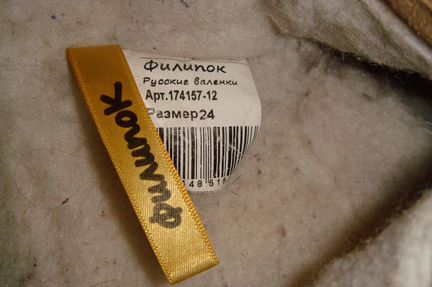 Филипок
Русские валенки
Арт.174157-12
Размер24
Филипок